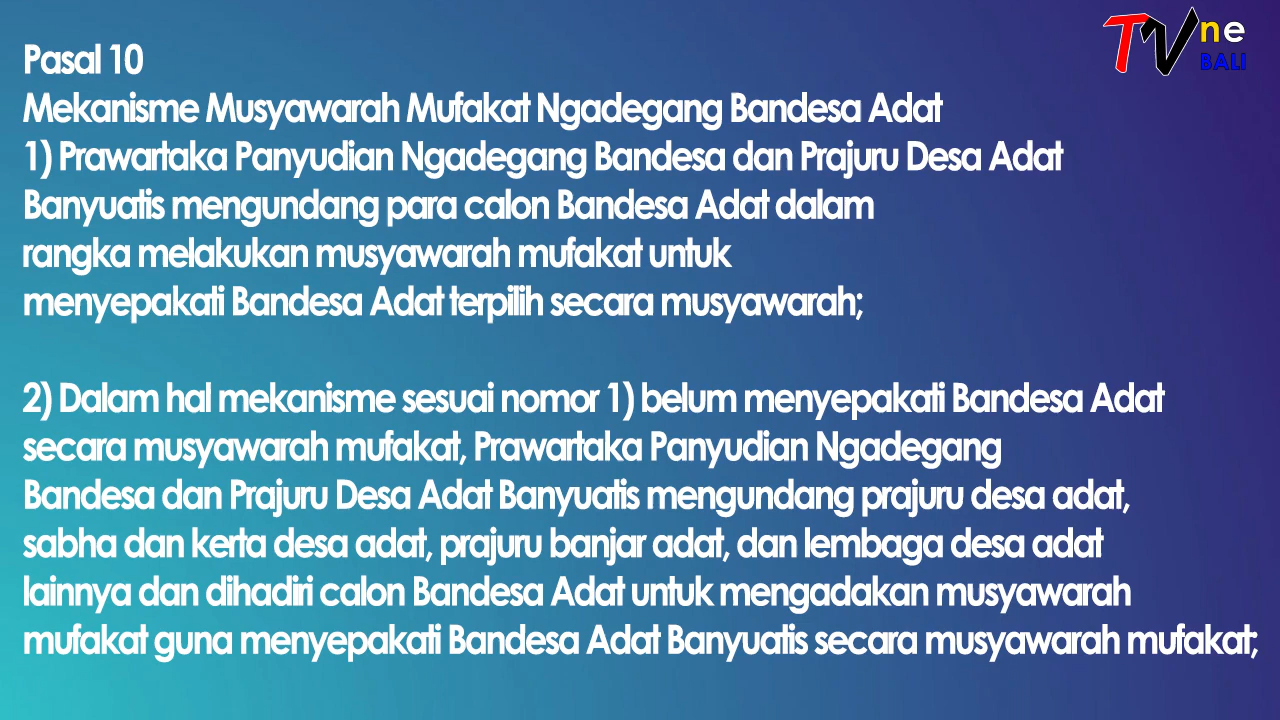 TVne
BALI
Pasal 10
Mekanisme Musyawarah Mufakat Ngadegang Bandesa Adat
1) Prawartaka Panyudian Ngadegang Bandesa dan Prajuru Desa Adat
Banyuatis mengundang para calon Bandesa Adat dalam
rangka melakukan musyawarah mufakat untuk
menyepakati Bandesa Adat terpilih secara musyawarah;
2) Dalam hal mekanisme sesuai nomor 1) belum menyepakati Bandesa Adat
secara musyawarah mufakat, Prawartaka Panyudian Ngadegang
Bandesa dan Prajuru Desa Adat Banyuatis mengundang prajuru desa adat,
sabha dan kerta desa adat, prajuru banjar adat, dan lembaga desa adat
lainnya dan dihadiri calon Bandesa Adat untuk mengadakan musyawarah
mufakat guna menyepakati Bandesa Adat Banyuatis secara musyawarah mufakat;